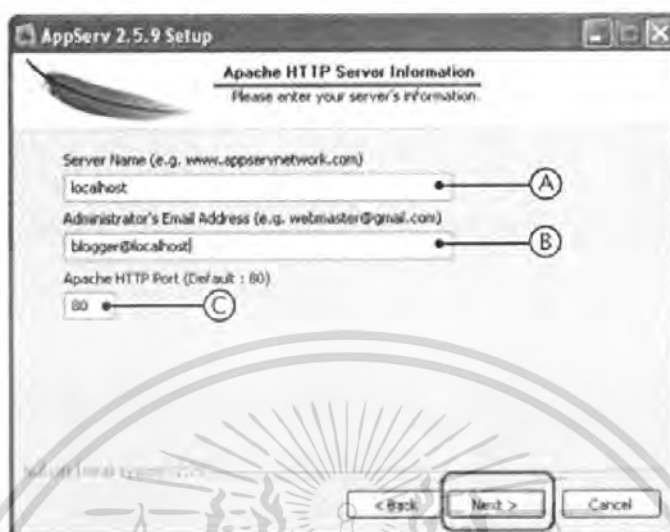 AppServ 2.5.9 Setup
Apache HTTP Server Information
Please enter your server's information.
Server Name (e.g. www.appservnetwork.com)
localhost
A
Administrator's Email Address (e.g. webmaster@gmail.com)
blogger@localhost
B
Apache HTTP Port (Default : 80)
80
C
< Back
Next >
Cancel